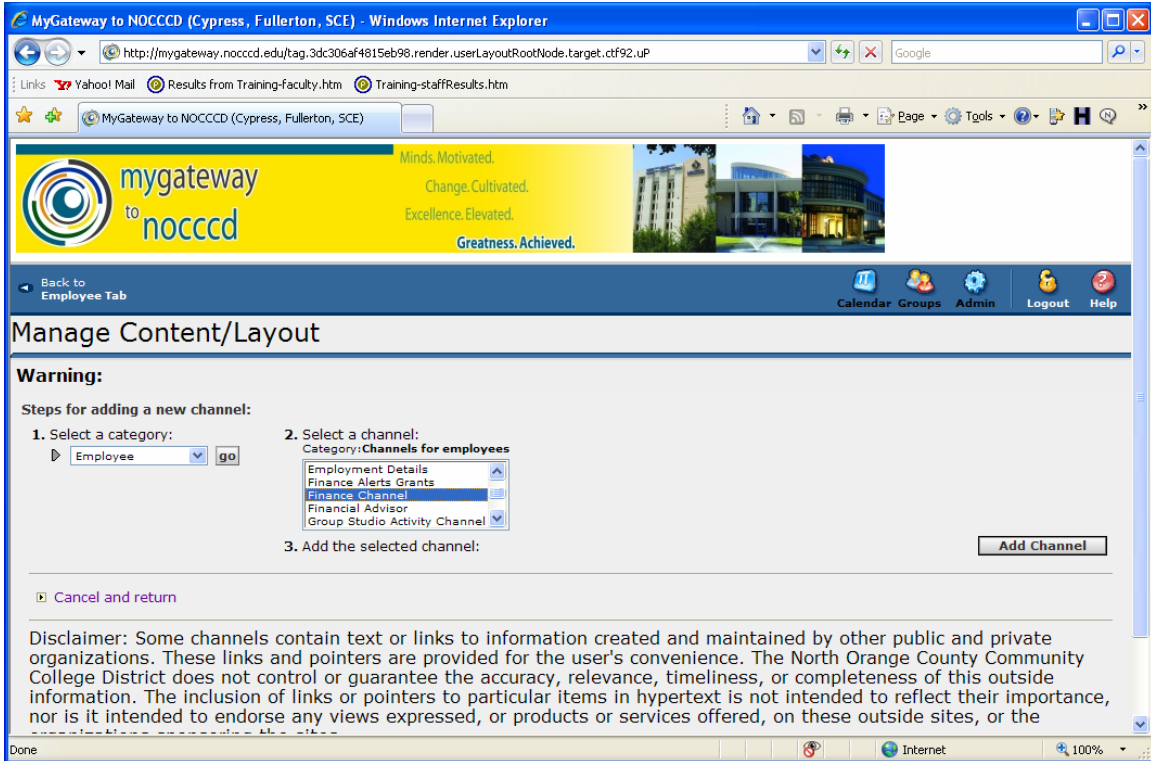 MyGateway to NOCCCD (Cypress, Fullerton, SCE) - Windows Internet Explorer
http://mygateway.nocccd.edu/tag.3dc306af4815eb98.render.userLayoutRootNode.target.ctf92.uP
Google
Links Yahoo! Mail Results from Training-faculty.htm Training-staffResults.htm
MyGateway to NOCCCD (Cypress, Fullerton, SCE)
Page Tools
mygateway
to nocccd
Minds. Motivated.
Change. Cultivated.
Excellence. Elevated.
Greatness. Achieved.
Back to
Employee Tab
Calendar Groups Admin Logout Help
Manage Content/Layout
Warning:
Steps for adding a new channel:
1. Select a category:
Employee go
2. Select a channel:
Category:Channels for employees
Employment Details
Finance Alerts Grants
Finance Channel
Financial Advisor
Group Studio Activity Channel
3. Add the selected channel:
Add Channel
Cancel and return
Disclaimer: Some channels contain text or links to information created and maintained by other public and private
organizations. These links and pointers are provided for the user's convenience. The North Orange County Community
College District does not control or guarantee the accuracy, relevance, timeliness, or completeness of this outside
information. The inclusion of links or pointers to particular items in hypertext is not intended to reflect their importance,
nor is it intended to endorse any views expressed, or products or services offered, on these outside sites, or the
Done Internet 100%